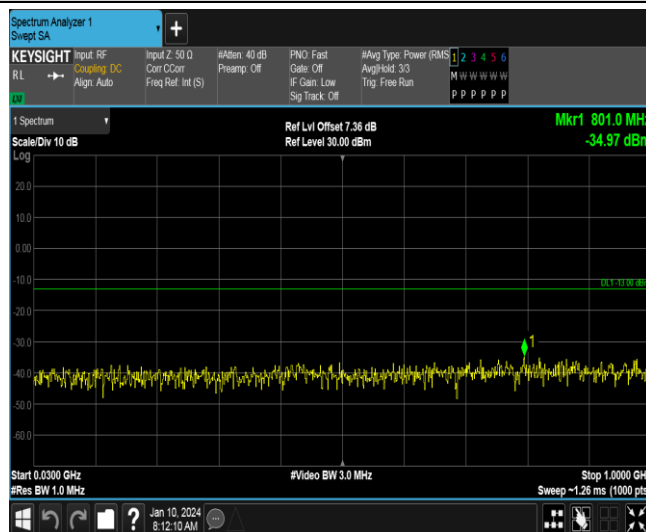 Spectrum Analyzer 1
Swept SA
+
KEYSIGHT Input: RF Input Z: 50 Ω #Atten: 40 dB PNO: Fast #Avg Type: Power (RMS 1 2 3 4 5 6
RL Coupling: DC Corr CCorr Preamp: Off Gate: Off Avg|Hold: 3/3 M W W W W W
Align: Auto Freq Ref: Int (S) IF Gain: Low Trig: Free Run
Sig Track: Off P P P P P P
1 Spectrum Ref Lvl Offset 7.36 dB Mkr1 801.0 MHz
Scale/Div 10 dB Ref Level 30.00 dBm -34.97 dBm
Log
20.0
10.0
0.00
-10.0
DL1 -13.00 dBm
-20.0
-30.0
1
-40.0
-50.0
-60.0
Start 0.0300 GHz #Video BW 3.0 MHz Stop 1.0000 GHz
#Res BW 1.0 MHz Sweep ~1.26 ms (1000 pts
? Jan 10, 2024
8:12:10 AM